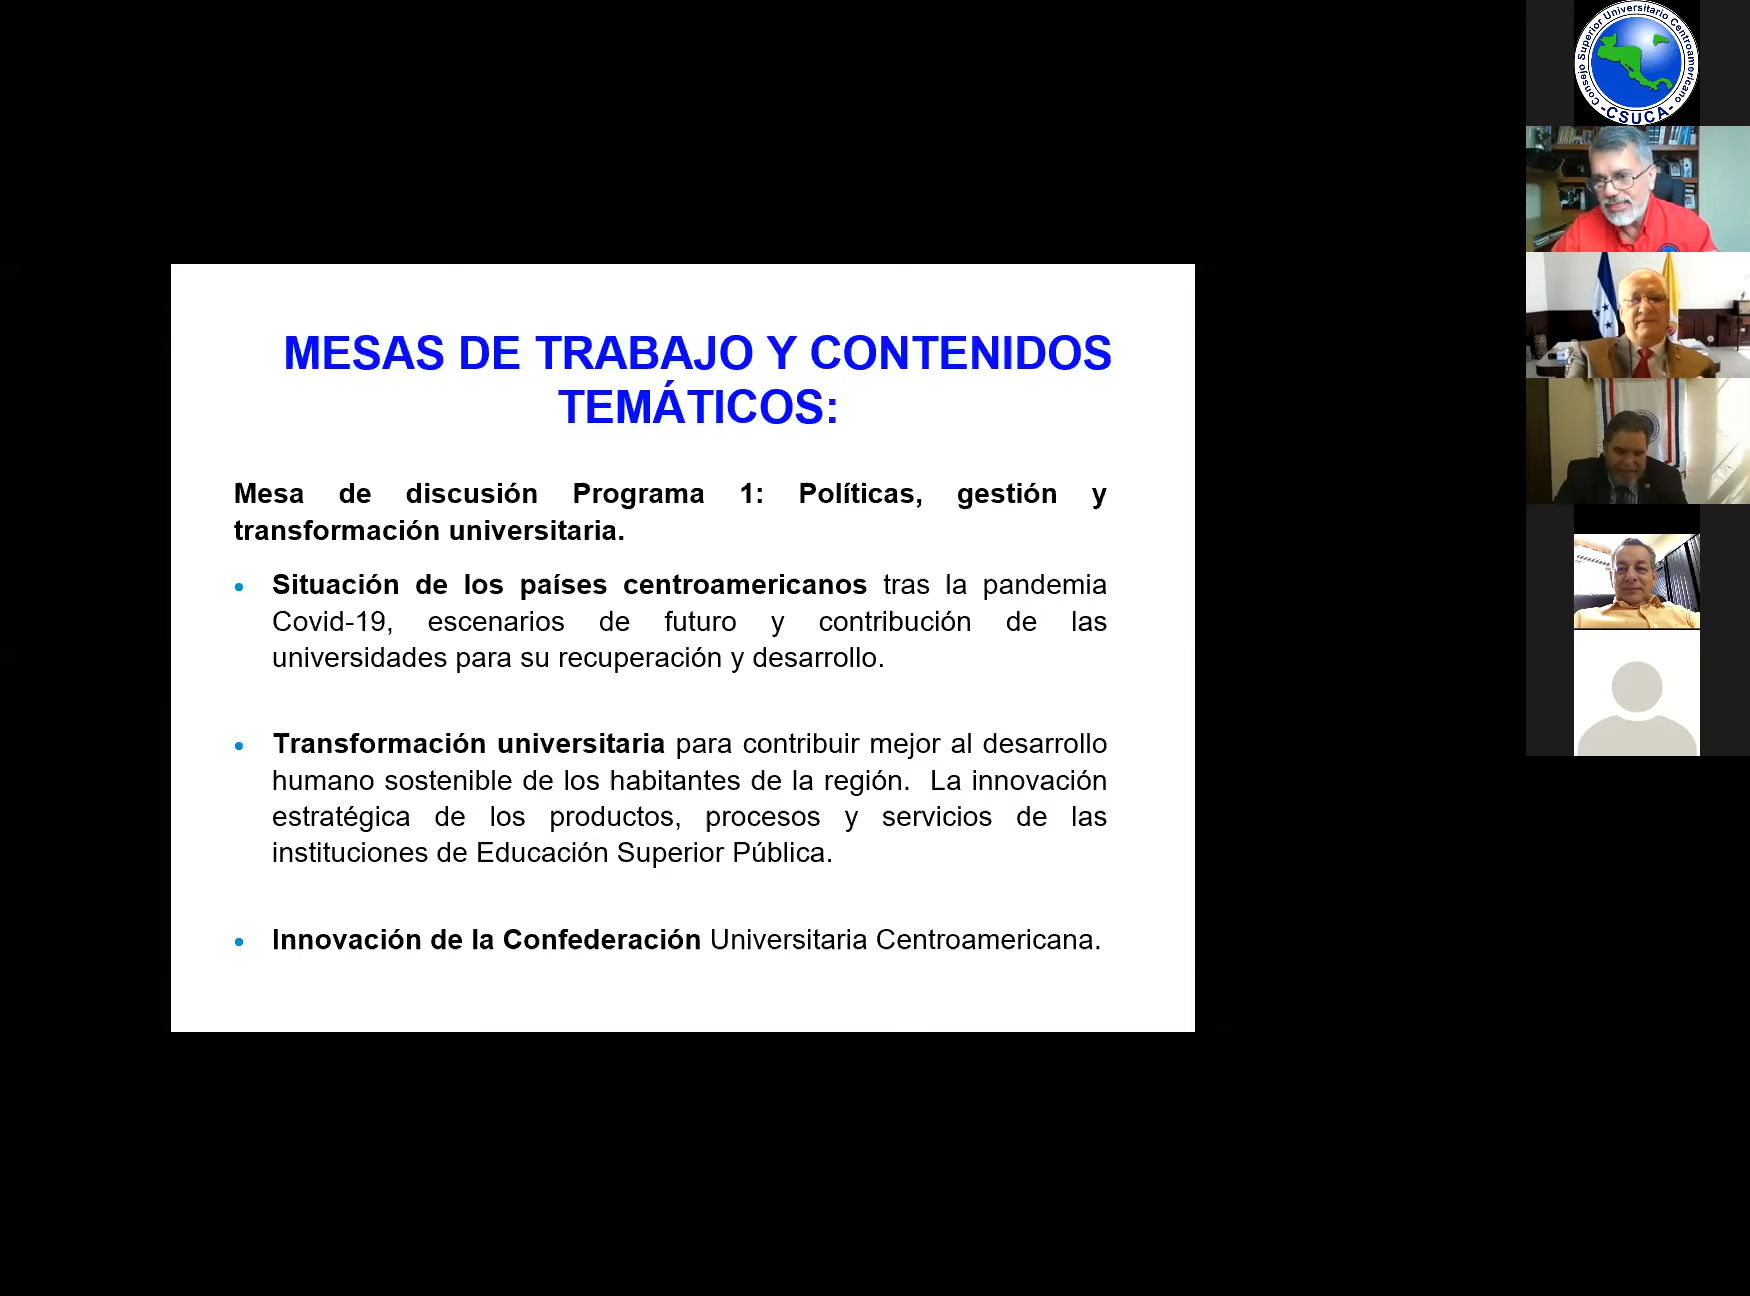 MESAS DE TRABAJO Y CONTENIDOS
TEMÁTICOS:
Mesa de discusión Programa 1: Políticas, gestión y
transformación universitaria.
• Situación de los países centroamericanos tras la pandemia
Covid-19, escenarios de futuro y contribución de las
universidades para su recuperación y desarrollo.
• Transformación universitaria para contribuir mejor al desarrollo
humano sostenible de los habitantes de la región. La innovación
estratégica de los productos, procesos y servicios de las
instituciones de Educación Superior Pública.
• Innovación de la Confederación Universitaria Centroamericana.
Consejo Superior Universitario Centroamericano
-CSUCA-